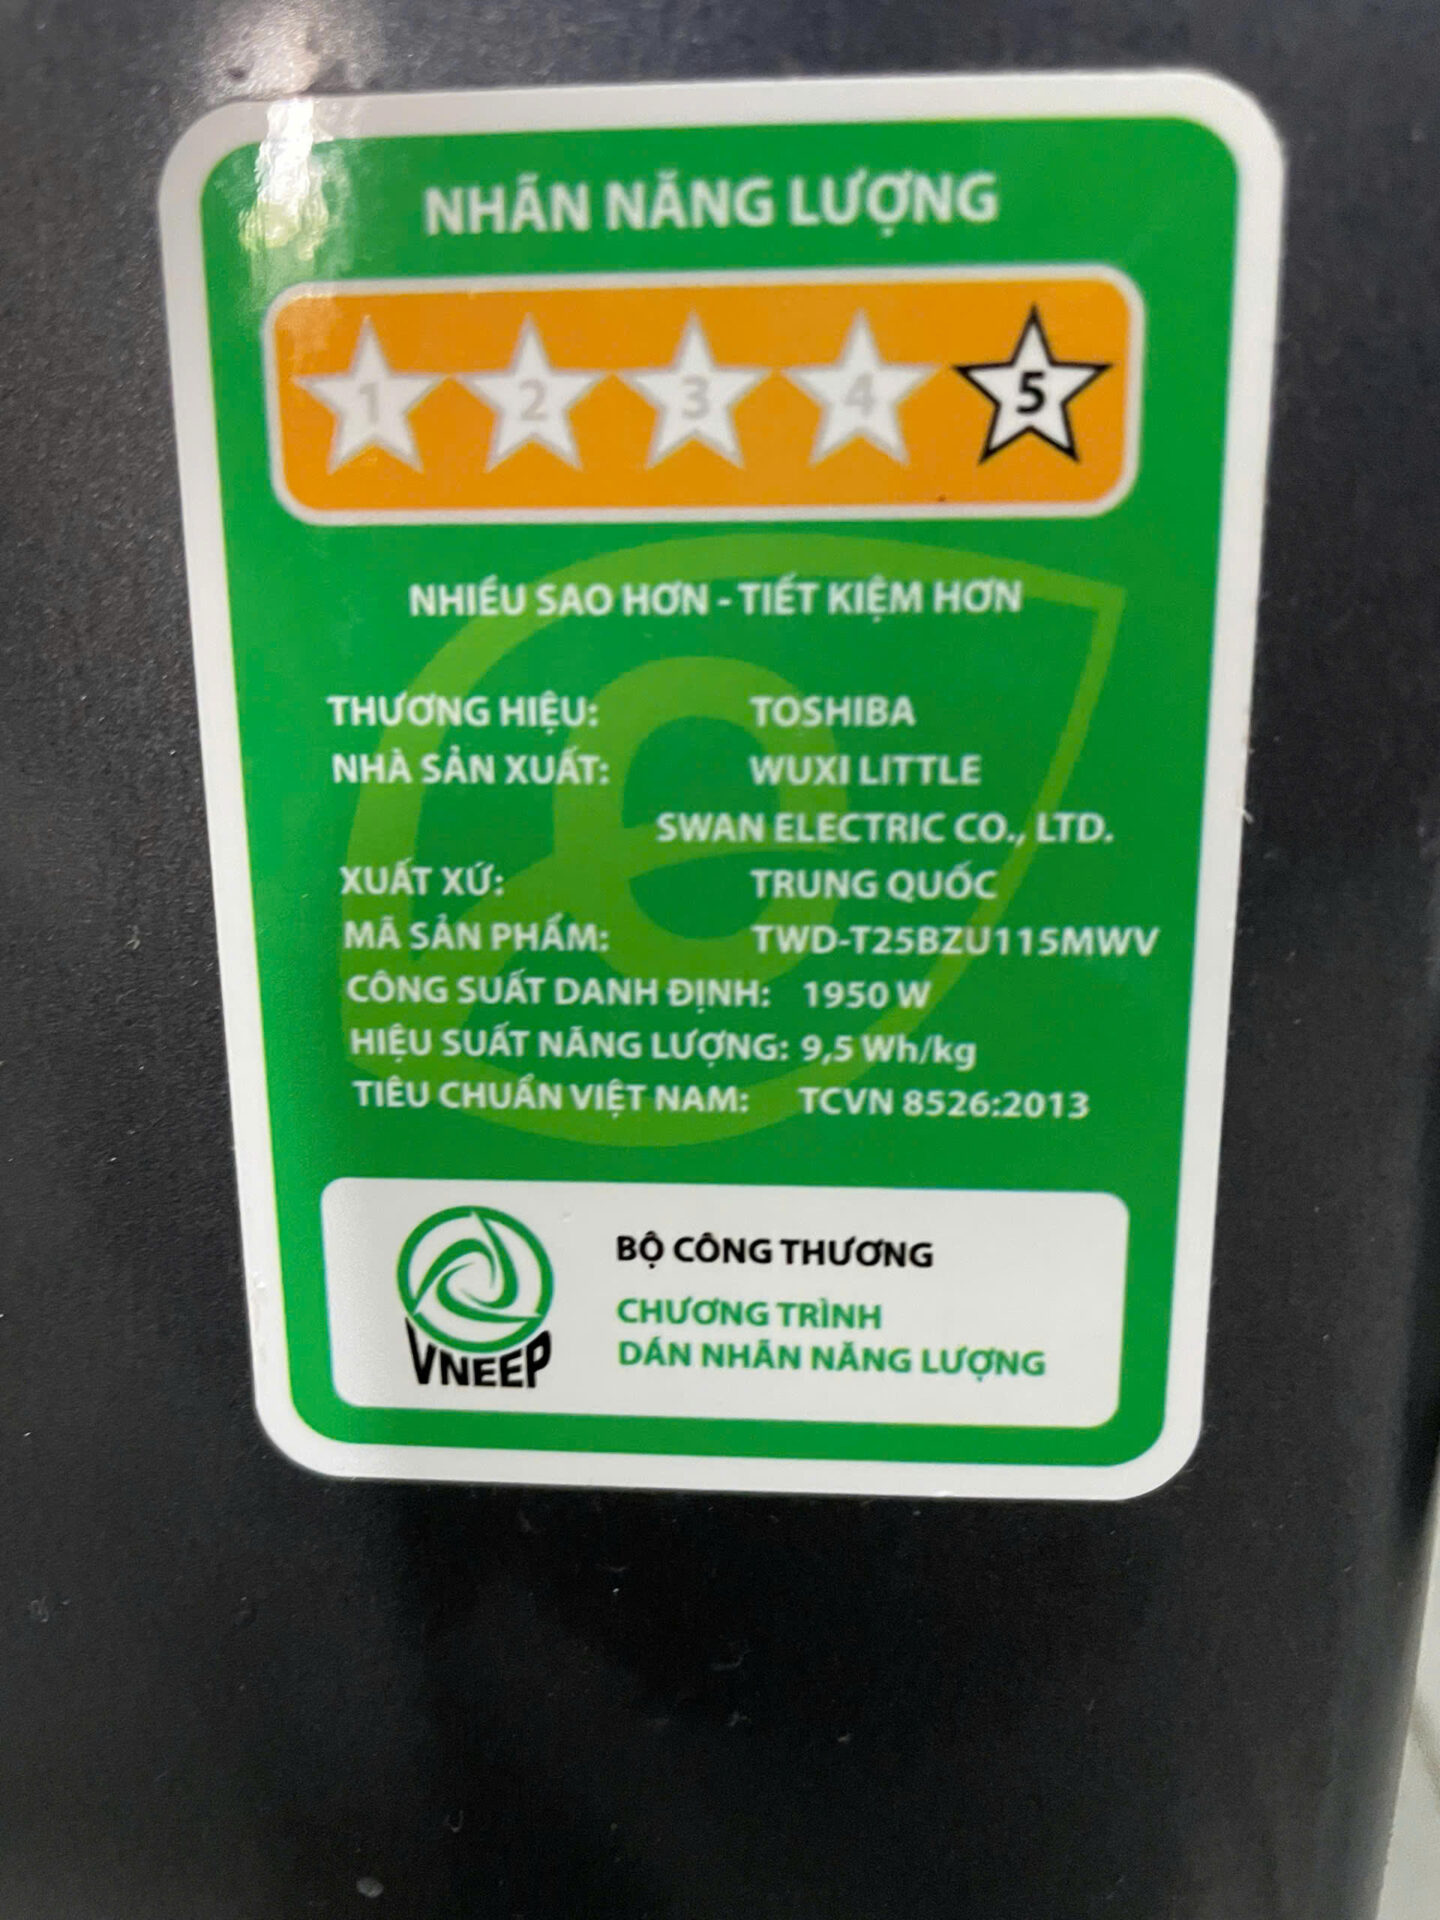 NHÃN NĂNG LƯỢNG
1 2 3 4 5
NHIỀU SAO HƠN - TIẾT KIỆM HƠN
THƯƠNG HIỆU: TOSHIBA
NHÀ SẢN XUẤT: WUXI LITTLE
SWAN ELECTRIC CO., LTD.
XUẤT XỨ: TRUNG QUỐC
MÃ SẢN PHẨM: TWD-T25BZU115MWV
CÔNG SUẤT DANH ĐỊNH: 1950 W
HIỆU SUẤT NĂNG LƯỢNG: 9,5 Wh/kg
TIÊU CHUẨN VIỆT NAM: TCVN 8526:2013
VNEEP
BỘ CÔNG THƯƠNG
CHƯƠNG TRÌNH
DÁN NHÃN NĂNG LƯỢNG